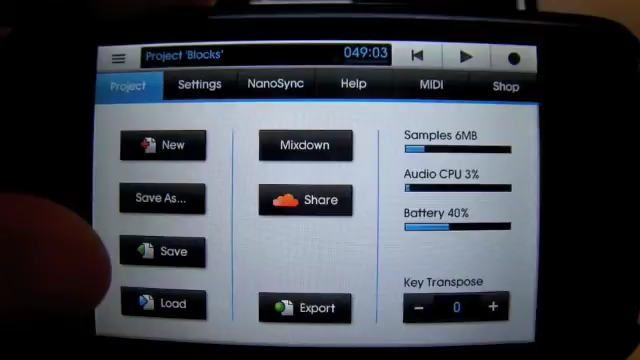 Project 'Blocks' 049:03
Project Settings NanoSync Help MIDI Shop
New
Save As...
Save
Load
Mixdown
Share
Export
Samples 6MB
Audio CPU 3%
Battery 40%
Key Transpose
− 0 +